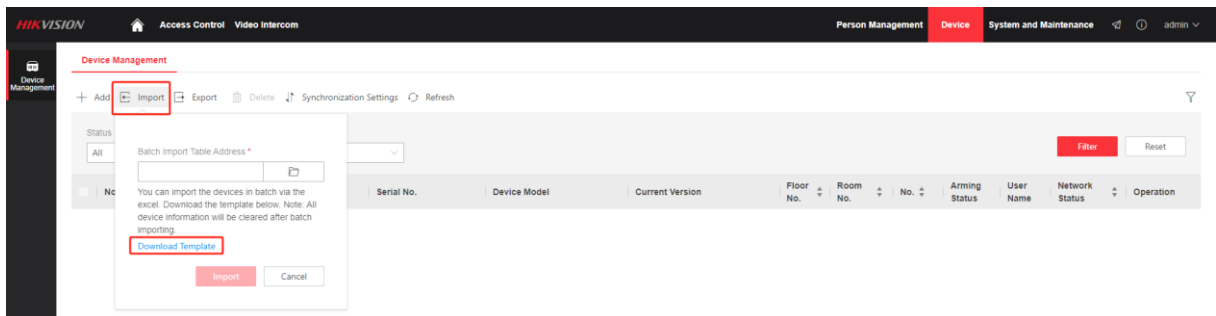 HIKVISION
Access Control Video Intercom
Person Management Device System and Maintenance admin
Device Management
Device Management
Add Import Export Delete Synchronization Settings Refresh
Status
All
Filter Reset
Batch Import Table Address *
No Serial No. Device Model Current Version Floor No. Room No. No. Arming Status User Name Network Status Operation
You can import the devices in batch via the
excel. Download the template below. Note: All
device information will be cleared after batch
importing.
Download Template
Import Cancel